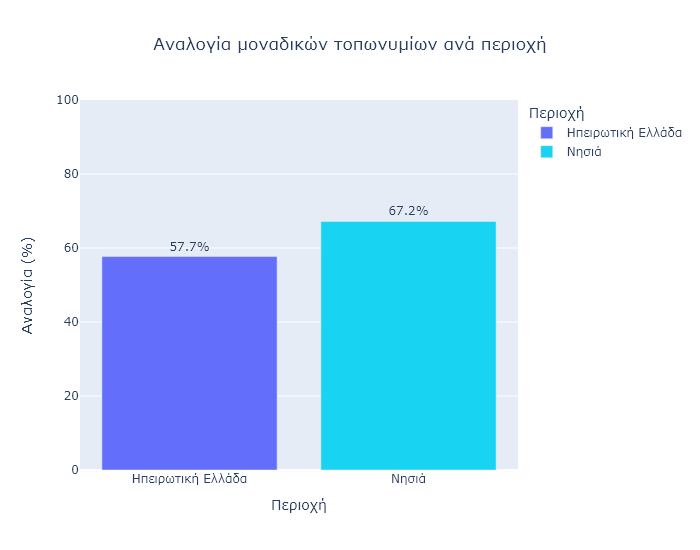 Αναλογία μοναδικών τοπωνυμίων ανά περιοχή
Περιοχή
Ηπειρωτική Ελλάδα
Νησιά
Αναλογία (%)
100
80
60
40
20
0
57.7%
67.2%
Ηπειρωτική Ελλάδα
Νησιά
Περιοχή